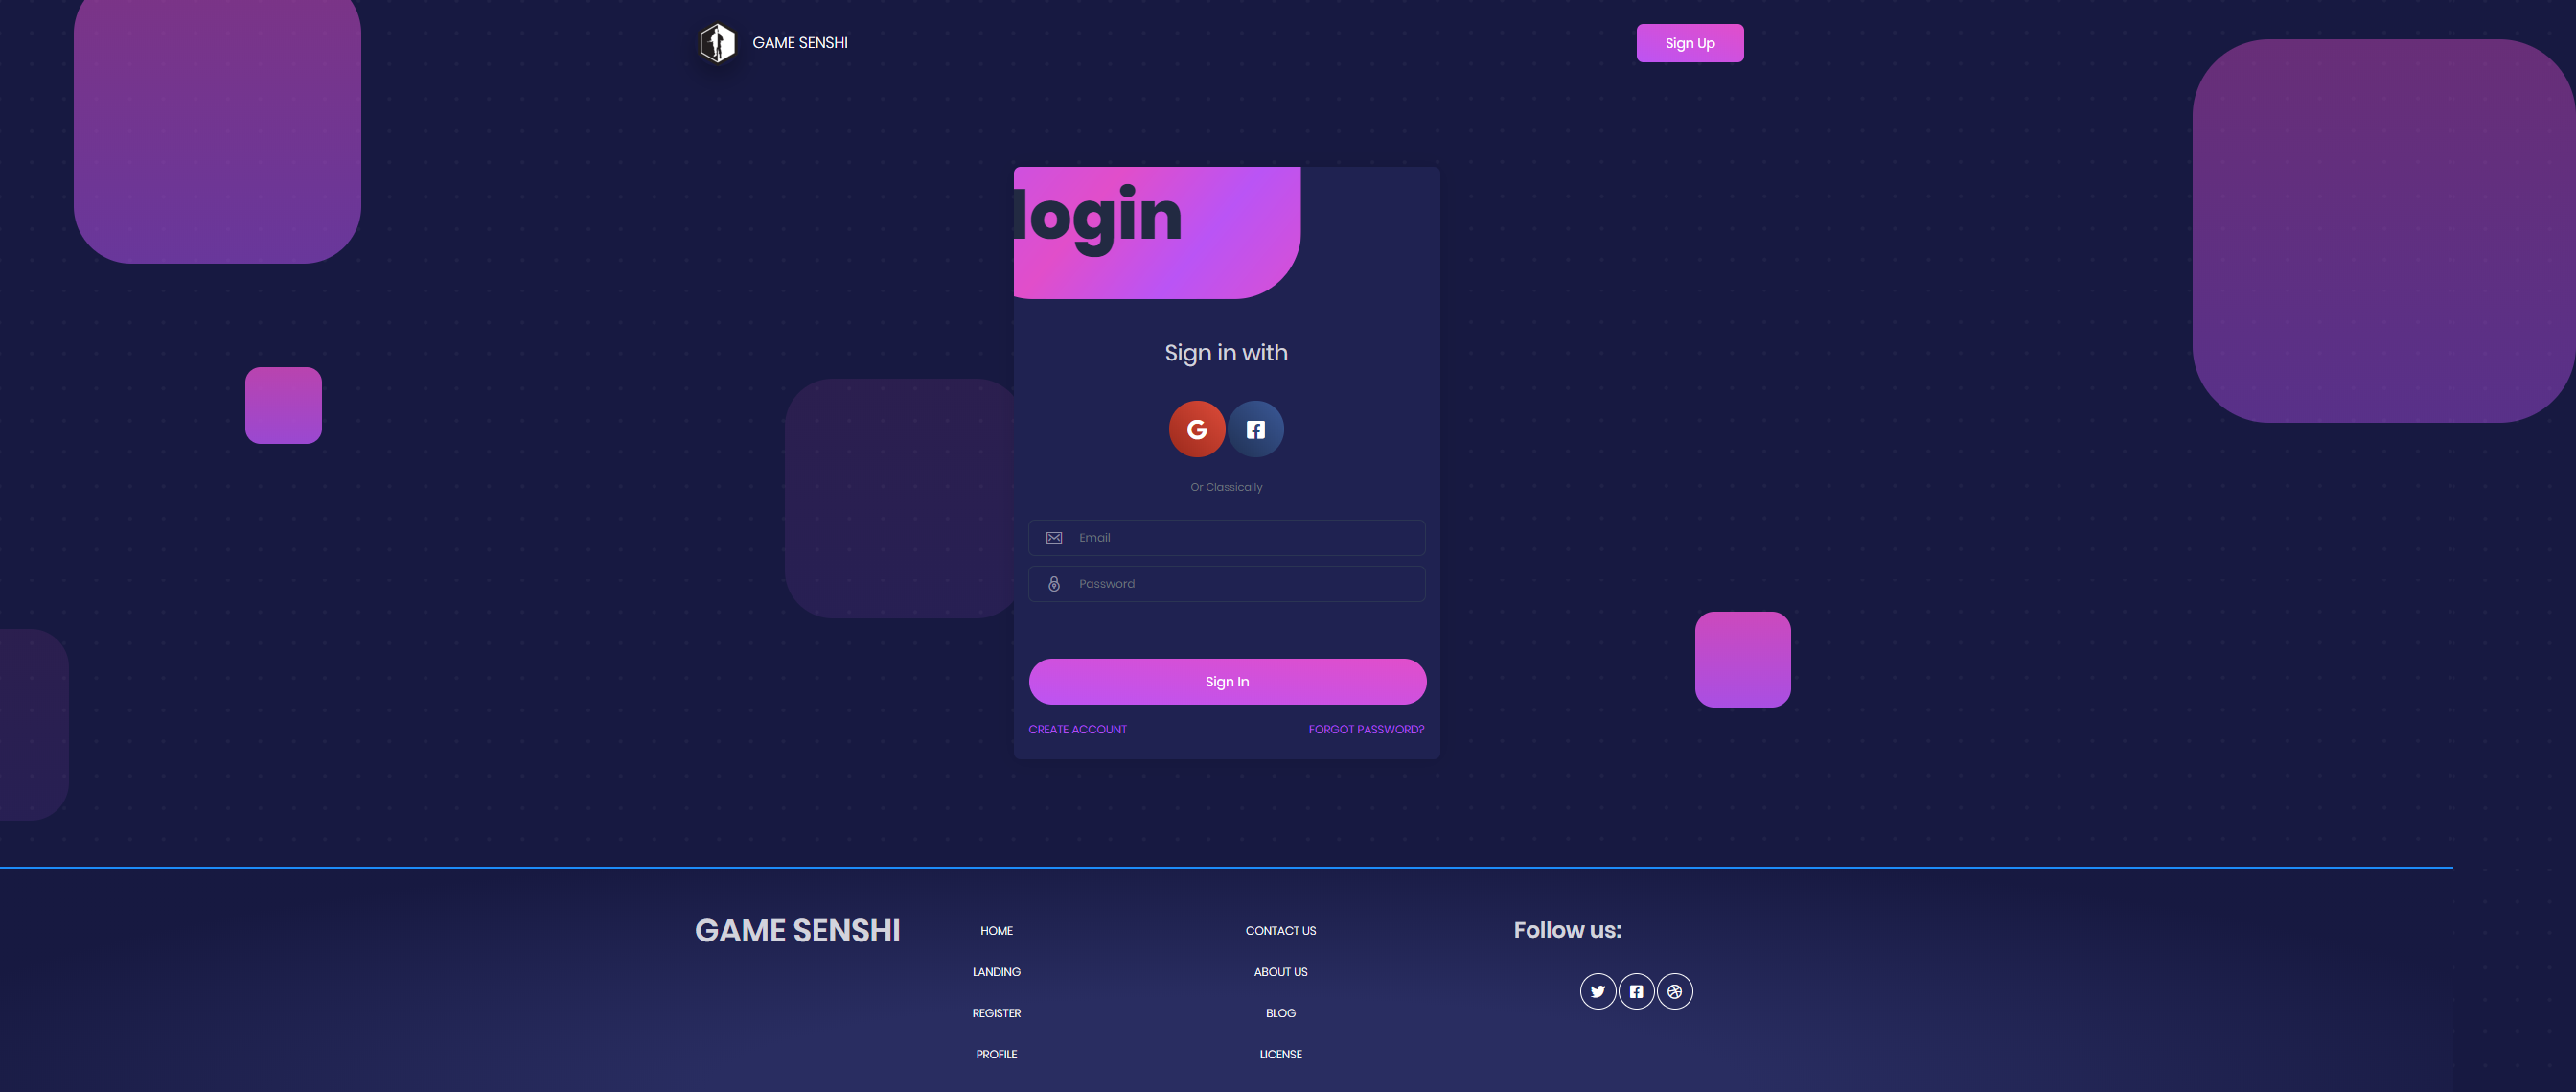 GAME SENSHI
Sign Up
login
Sign in with
Or Classically
Email
Password
Sign In
CREATE ACCOUNT
FORGOT PASSWORD?
GAME SENSHI
HOME
LANDING
REGISTER
PROFILE
CONTACT US
ABOUT US
BLOG
LICENSE
Follow us: